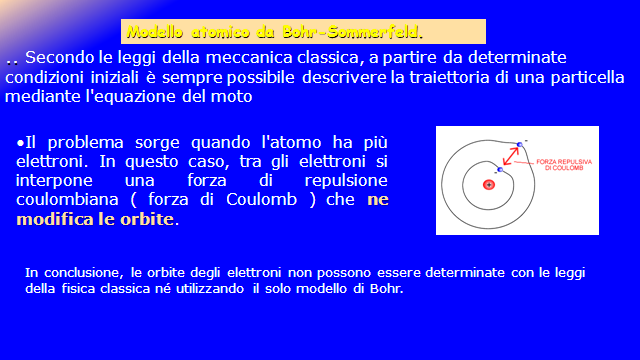 Modello atomico da Bohr-Sommerfeld.
.. Secondo le leggi della meccanica classica, a partire da determinate
condizioni iniziali è sempre possibile descrivere la traiettoria di una particella
mediante l'equazione del moto
•Il problema sorge quando l'atomo ha più
elettroni. In questo caso, tra gli elettroni si
interpone una forza di repulsione
coulombiana ( forza di Coulomb ) che ne
modifica le orbite.
FORZA REPULSIVA
DI COULOMB
In conclusione, le orbite degli elettroni non possono essere determinate con le leggi
della fisica classica né utilizzando il solo modello di Bohr.